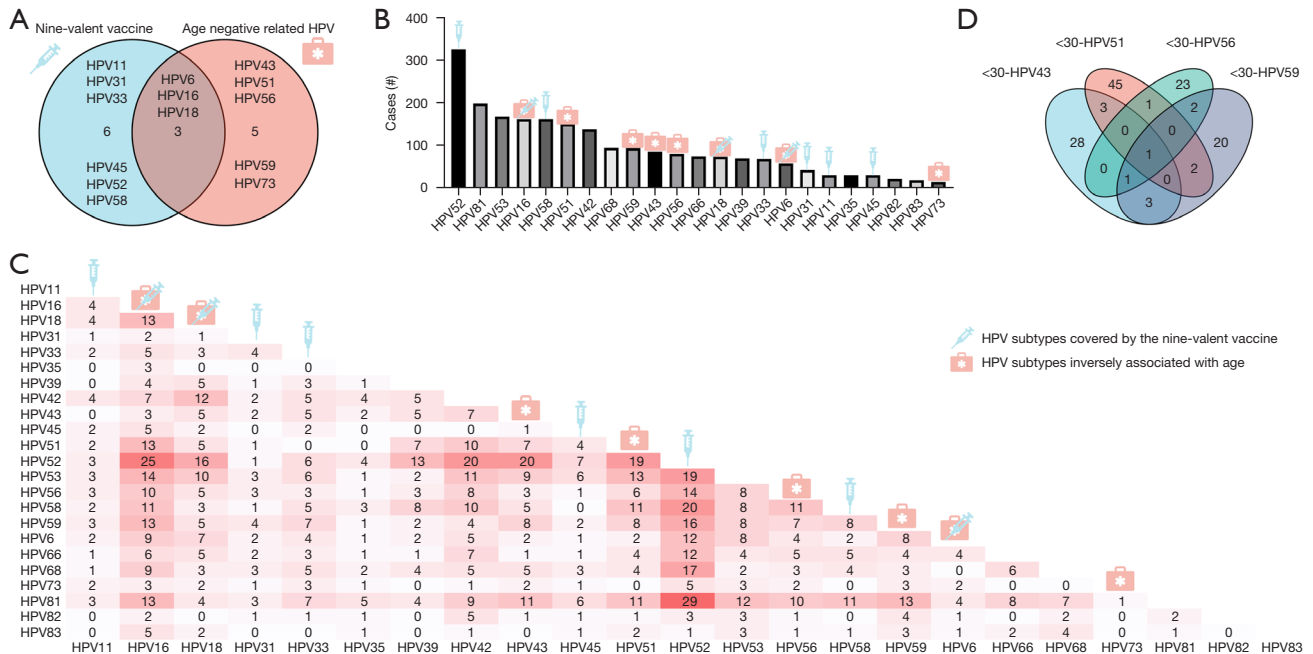 A
Nine-valent vaccine
Age negative related HPV
HPV11
HPV31
HPV33
6
HPV45
HPV52
HPV58
HPV6
HPV16
HPV18
3
HPV43
HPV51
HPV56
5
HPV59
HPV73
B
Cases (#)
400
300
200
100
0
HPV52 HPV81 HPV53 HPV16 HPV58 HPV51 HPV42 HPV68 HPV59 HPV43 HPV56 HPV66 HPV18 HPV39 HPV33 HPV6 HPV31 HPV11 HPV35 HPV45 HPV82 HPV83 HPV73
D
<30-HPV51 <30-HPV56
<30-HPV43 <30-HPV59
45 23
3 1 2
28 0 0 20
1
0 1 0 2
3
C
HPV11
HPV16 4
HPV18 4 13
HPV31 1 2 1
HPV33 2 5 3 4
HPV35 0 3 0 0 0
HPV39 0 4 5 1 3 1
HPV42 4 7 12 2 5 4 5
HPV43 0 3 5 2 5 2 5 7
HPV45 2 5 2 0 2 0 0 0 1
HPV51 2 13 5 1 0 0 7 10 7 4
HPV52 3 25 16 1 6 4 13 20 20 7 19
HPV53 3 14 10 3 6 1 2 11 9 6 13 19
HPV56 3 10 5 3 3 1 3 8 3 1 6 14 8
HPV58 2 11 3 1 5 3 8 10 5 0 11 20 8 11
HPV59 3 13 5 4 7 1 2 4 8 2 8 16 8 7 8
HPV6 2 9 7 2 4 1 2 5 2 1 2 12 8 4 2 8
HPV66 1 6 5 2 3 1 1 7 1 1 4 12 4 5 5 4 4
HPV68 1 9 3 3 5 2 4 5 5 3 4 17 2 3 4 3 0 6
HPV73 2 3 2 1 3 1 0 1 2 1 0 5 3 2 0 3 2 0 0
HPV81 3 13 4 3 7 5 4 9 11 6 11 29 12 10 11 13 4 8 7 1
HPV82 0 2 0 1 0 1 0 5 1 1 1 3 3 1 0 4 1 0 2 0 2
HPV83 0 5 2 0 0 1 0 1 0 1 2 1 3 1 1 3 1 2 4 0 1 0
HPV11 HPV16 HPV18 HPV31 HPV33 HPV35 HPV39 HPV42 HPV43 HPV45 HPV51 HPV52 HPV53 HPV56 HPV58 HPV59 HPV6 HPV66 HPV68 HPV73 HPV81 HPV82 HPV83
HPV subtypes covered by the nine-valent vaccine
HPV subtypes inversely associated with age